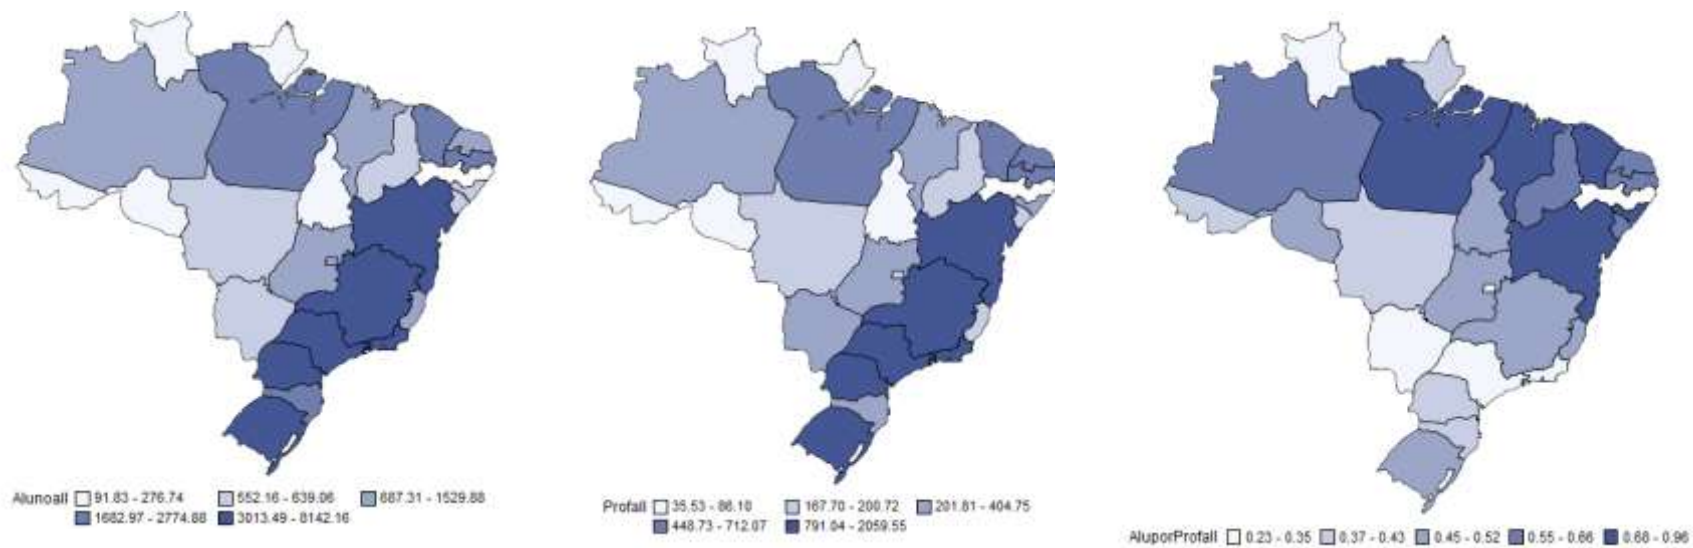 Alunoall 91.83 - 276.74 552.16 - 639.06 687.31 - 1529.88
1682.97 - 2774.88 3013.49 - 8142.16
Profall 35.53 - 86.10 167.70 - 200.72 201.81 - 404.75
448.73 - 712.07 791.04 - 2059.55
AluporProfall 0.23 - 0.35 0.37 - 0.43 0.45 - 0.52 0.55 - 0.66 0.68 - 0.96